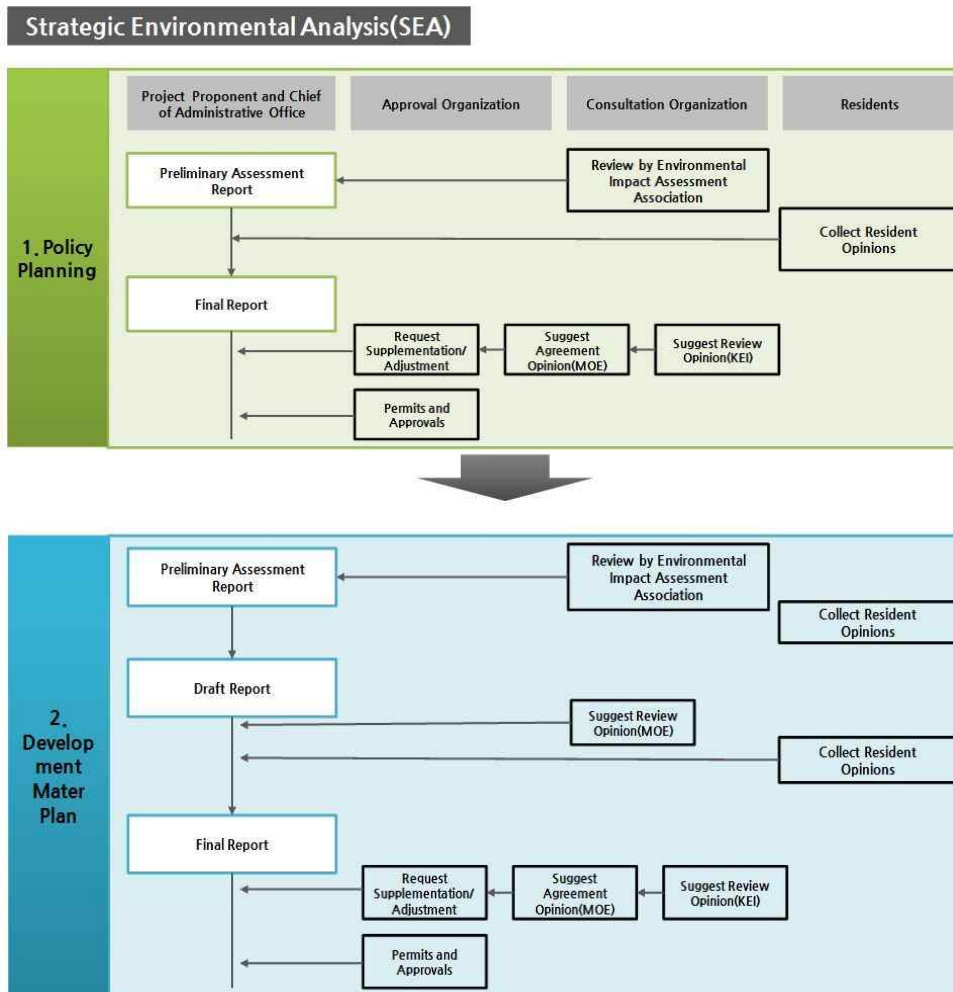 Strategic Environmental Analysis(SEA)
Project Proponent and Chief
of Administrative Office
Approval Organization
Consultation Organization
Residents
1. Policy
Planning
Preliminary Assessment
Report
Review by Environmental
Impact Assessment
Association
Collect Resident
Opinions
Final Report
Request
Supplementation/
Adjustment
Suggest
Agreement
Opinion(MOE)
Suggest Review
Opinion(KEI)
Permits and
Approvals
2.
Develop
ment
Mater
Plan
Preliminary Assessment
Report
Review by Environmental
Impact Assessment
Association
Collect Resident
Opinions
Draft Report
Suggest Review
Opinion(MOE)
Collect Resident
Opinions
Final Report
Request
Supplementation/
Adjustment
Suggest
Agreement
Opinion(MOE)
Suggest Review
Opinion(KEI)
Permits and
Approvals